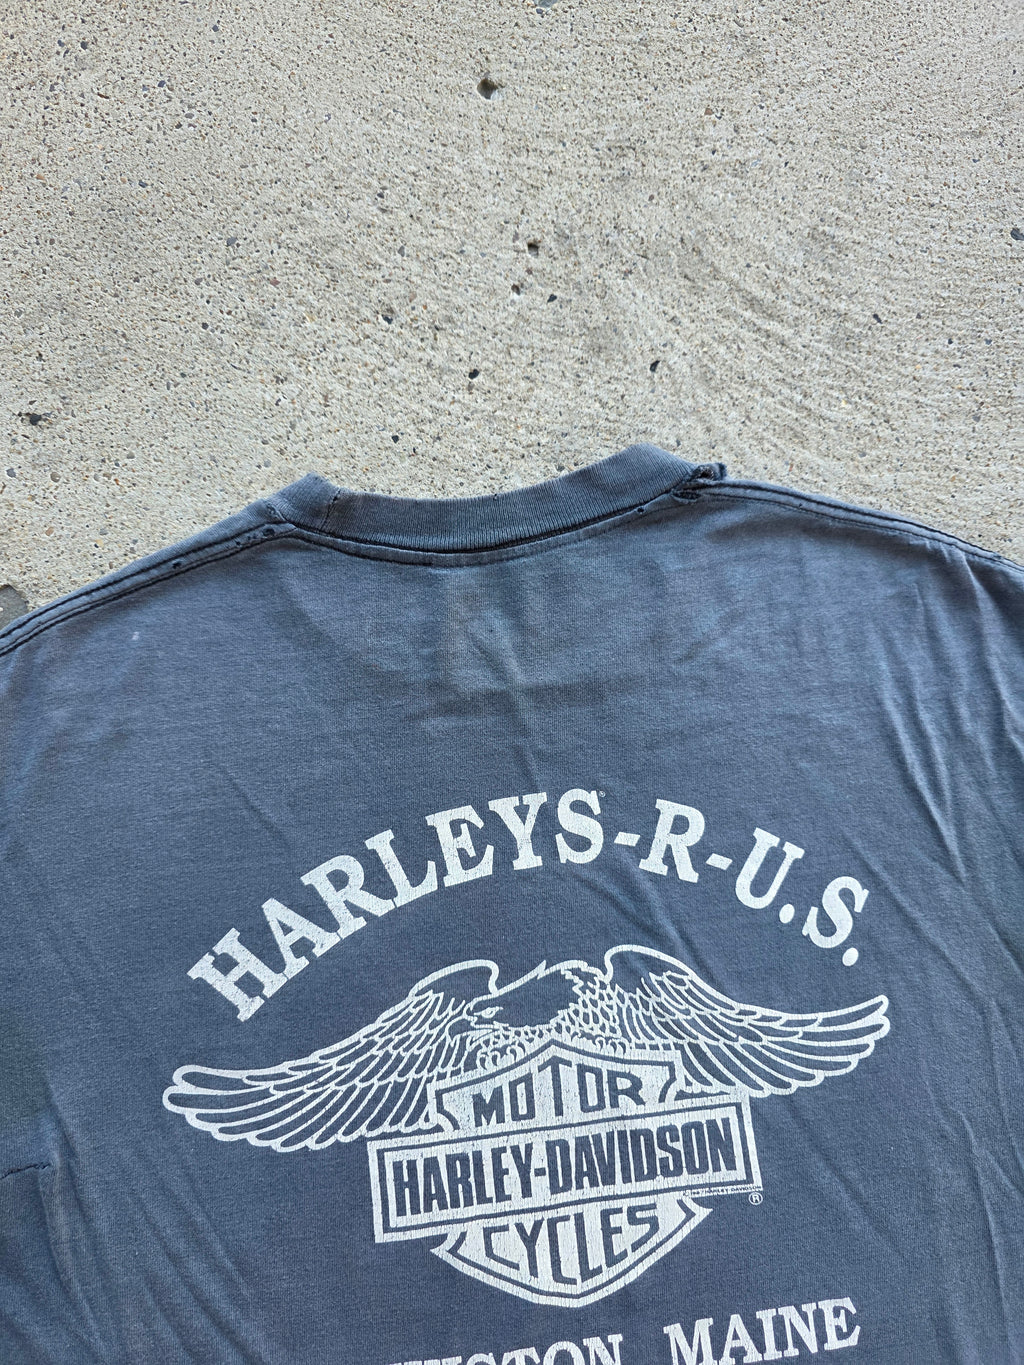 HARLEYS®-R-U.S.
MOTOR
HARLEY-DAVIDSON
®
CYCLES
MAINE